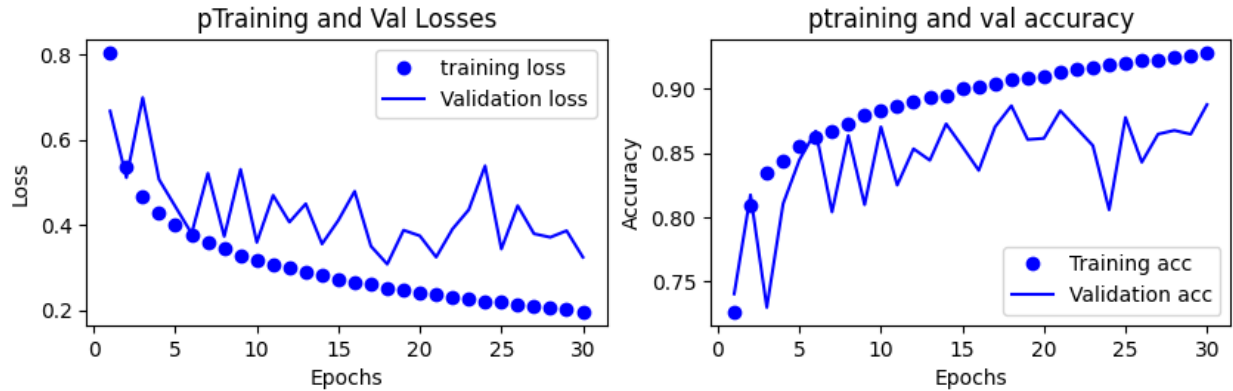 pTraining and Val Losses
Loss
0.8
0.6
0.4
0.2
training loss
Validation loss
0 5 10 15 20 25 30
Epochs
ptraining and val accuracy
Accuracy
0.90
0.85
0.80
0.75
Training acc
Validation acc
0 5 10 15 20 25 30
Epochs